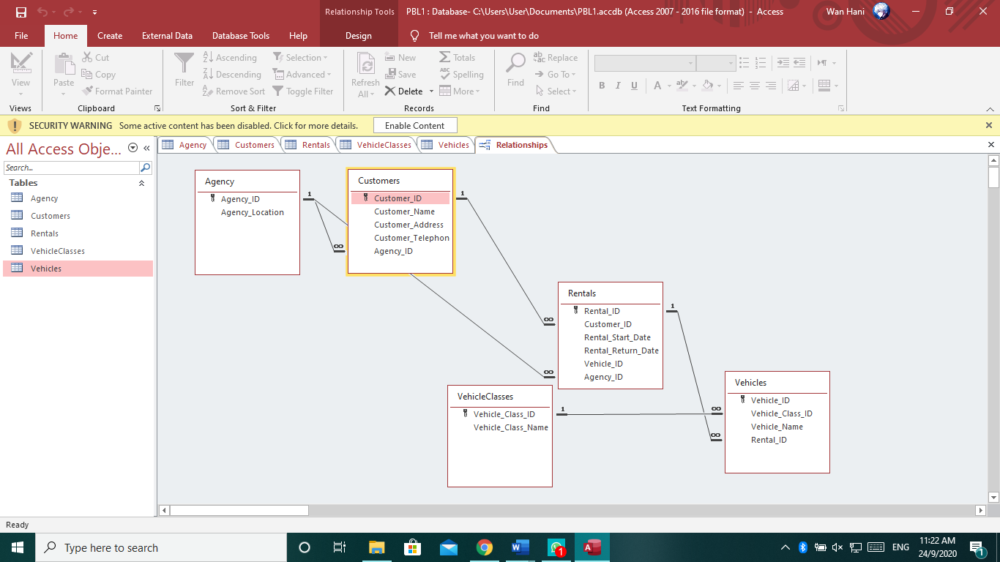 Relationship Tools PBL1 : Database- C:\Users\User\Documents\PBL1.accdb (Access 2007 - 2016 file format) - Access Wan Hani
File Home Create External Data Database Tools Help Design Tell me what you want to do
View
Views
Paste
Cut
Copy
Format Painter
Clipboard
Filter
Ascending
Descending
Remove Sort
Selection
Advanced
Toggle Filter
Sort & Filter
Refresh
All
New
Save
Delete
Totals
Spelling
More
Records
Find
Replace
Go To
Select
Find
B I U A
Text Formatting
SECURITY WARNING Some active content has been disabled. Click for more details. Enable Content
All Access Obje...
Search...
Tables
Agency
Customers
Rentals
VehicleClasses
Vehicles
Agency Customers Rentals VehicleClasses Vehicles Relationships
Agency
Agency_ID
Agency_Location
1
∞
Customers
Customer_ID
Customer_Name
Customer_Address
Customer_Telephon
Agency_ID
1
∞
∞
Rentals
Rental_ID
Customer_ID
Rental_Start_Date
Rental_Return_Date
Vehicle_ID
Agency_ID
1
VehicleClasses
Vehicle_Class_ID
Vehicle_Class_Name
1
∞
∞
Vehicles
Vehicle_ID
Vehicle_Class_ID
Vehicle_Name
Rental_ID
Ready
Type here to search
1
ENG
11:22 AM
24/9/2020
1